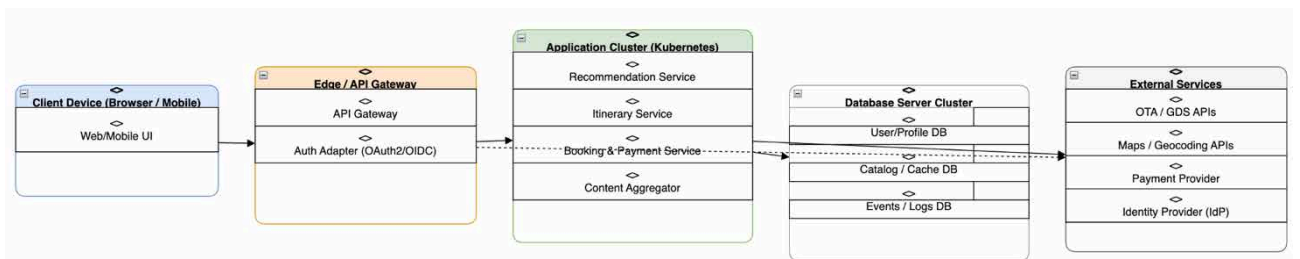 <>
Client Device (Browser / Mobile)
<>
Web/Mobile UI
<>
Edge / API Gateway
<>
API Gateway
<>
Auth Adapter (OAuth2/OIDC)
<>
Application Cluster (Kubernetes)
<>
Recommendation Service
<>
Itinerary Service
<>
Booking & Payment Service
<>
Content Aggregator
<>
Database Server Cluster
<>
User/Profile DB
<>
Catalog / Cache DB
<>
Events / Logs DB
<>
External Services
<>
OTA / GDS APIs
<>
Maps / Geocoding APIs
<>
Payment Provider
<>
Identity Provider (IdP)